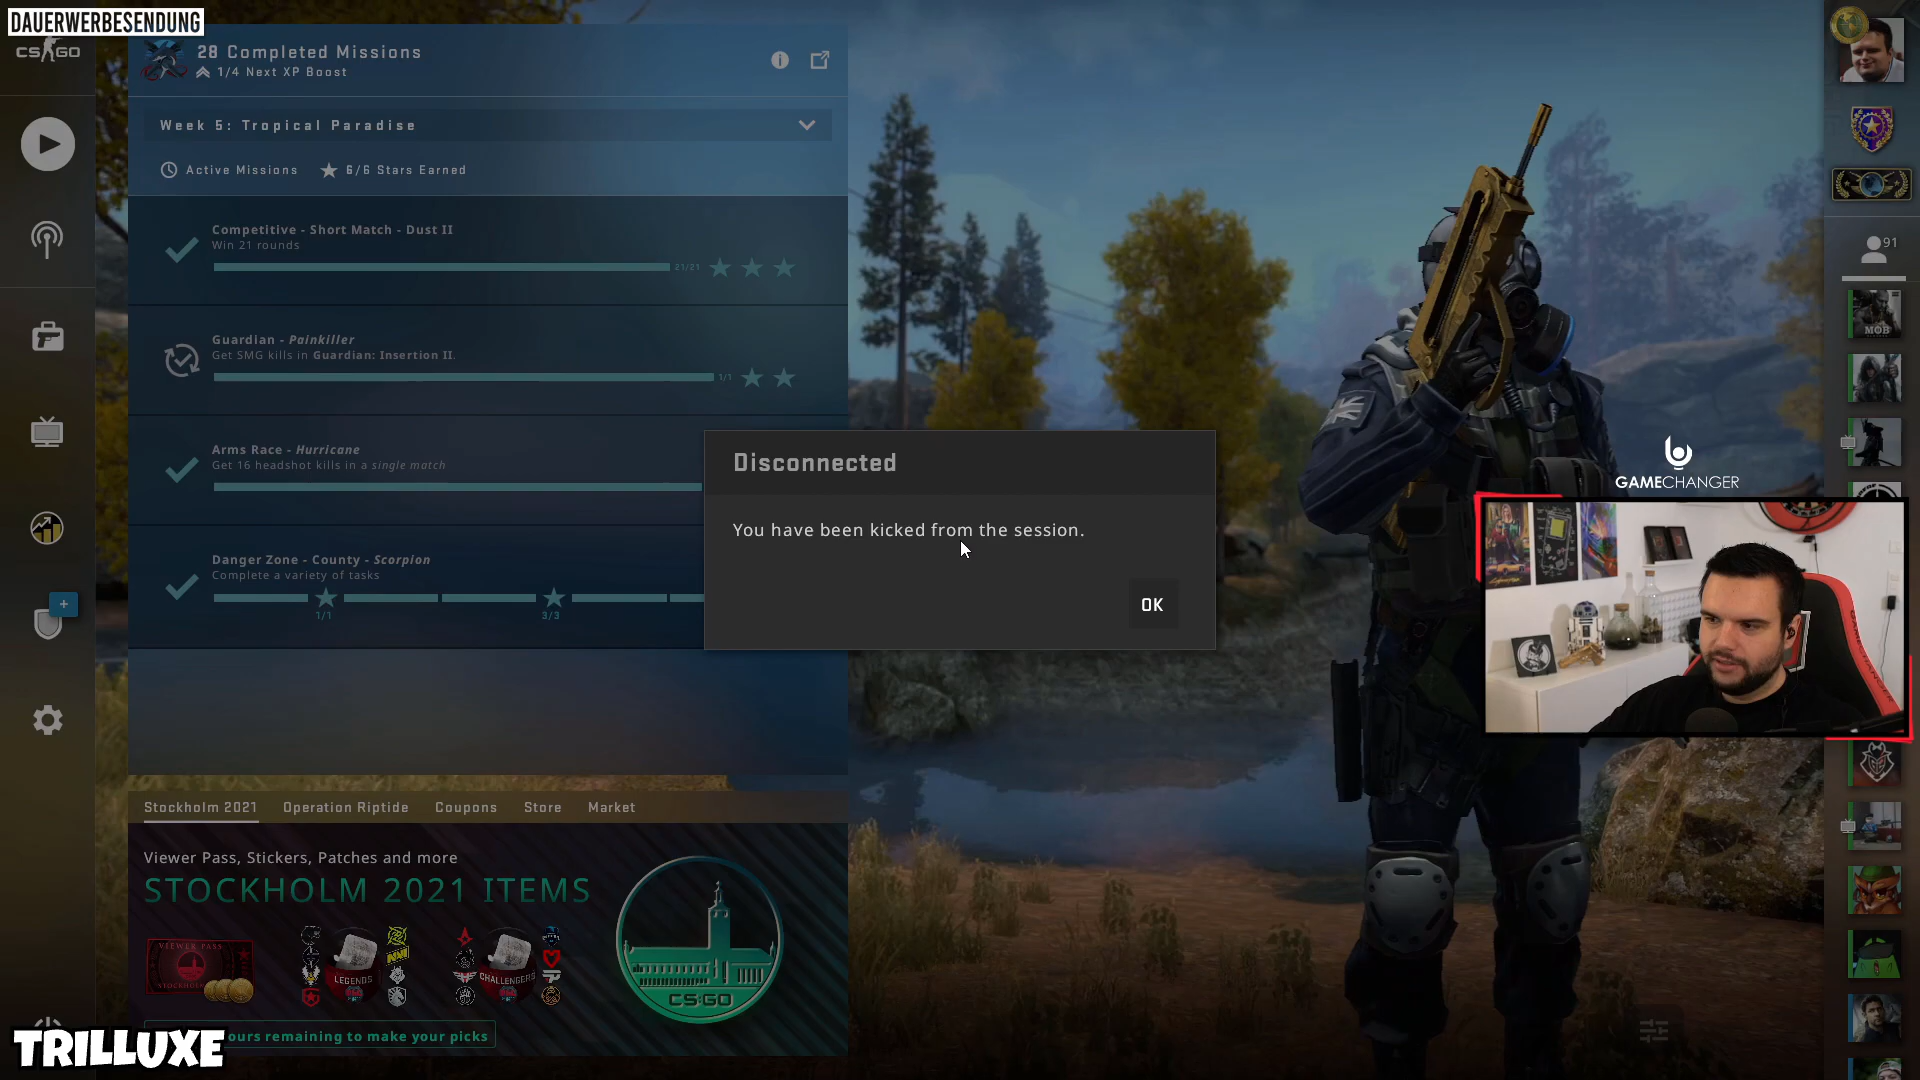 DAUERWERBESENDUNG
CS:GO
28 Completed Missions
1/4 Next XP Boost
Week 5: Tropical Paradise
Active Missions
6/6 Stars Earned
Competitive - Short Match - Dust II
Win 21 rounds
21/21
Guardian - Painkiller
Get SMG kills in Guardian: Insertion II.
1/1
Arms Race - Hurricane
Get 16 headshot kills in a single match
Danger Zone - County - Scorpion
Complete a variety of tasks
1/1
3/3
Disconnected
You have been kicked from the session.
OK
91
MOB
GAMECHANGER
Stockholm 2021
Operation Riptide
Coupons
Store
Market
Viewer Pass, Stickers, Patches and more
STOCKHOLM 2021 ITEMS
VIEWER PASS
LEGENDS
CHALLENGERS
CS:GO
ours remaining to make your picks
TRILLUXE